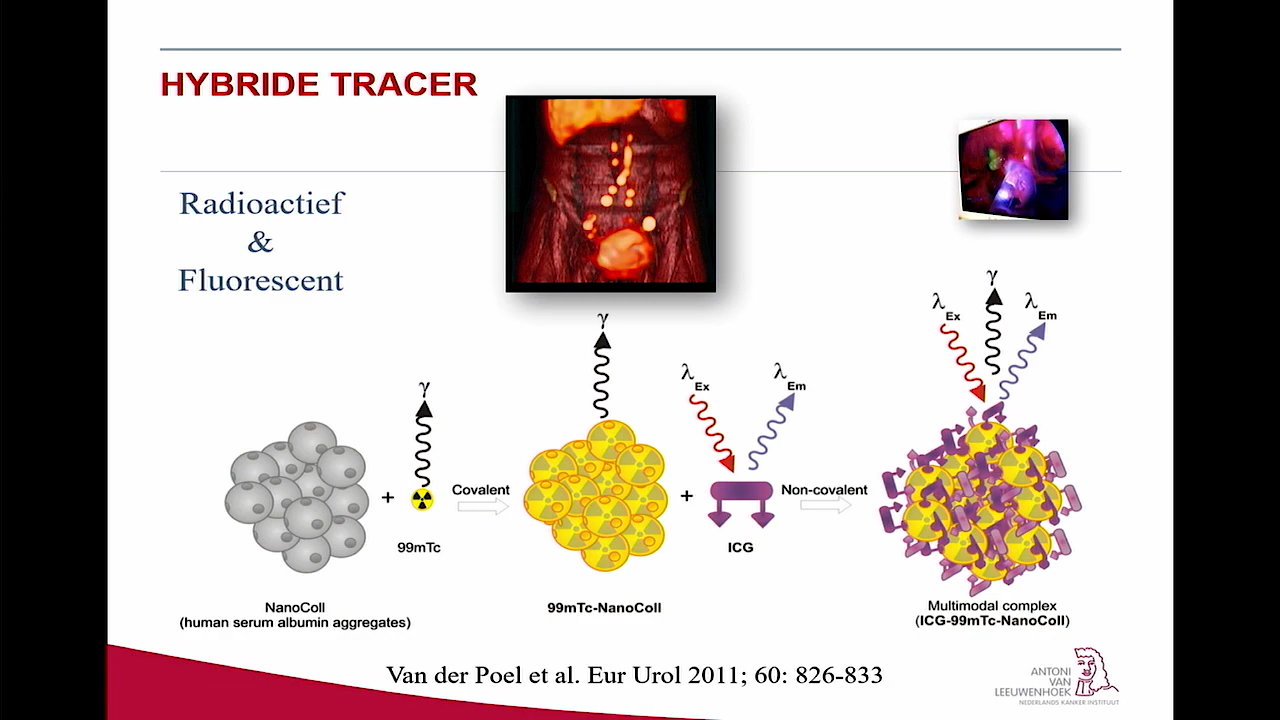 HYBRIDE TRACER
Radioactief
&
Fluorescent
γ
99mTc
+
Covalent
γ
+
λEx
λEm
ICG
Non-covalent
λEx
γ
λEm
NanoColl
(human serum albumin aggregates)
99mTc-NanoColl
Multimodal complex
(ICG-99mTc-NanoColl)
Van der Poel et al. Eur Urol 2011; 60: 826-833
ANTONI
VAN
LEEUWENHOEK
NEDERLANDS KANKER INSTITUUT